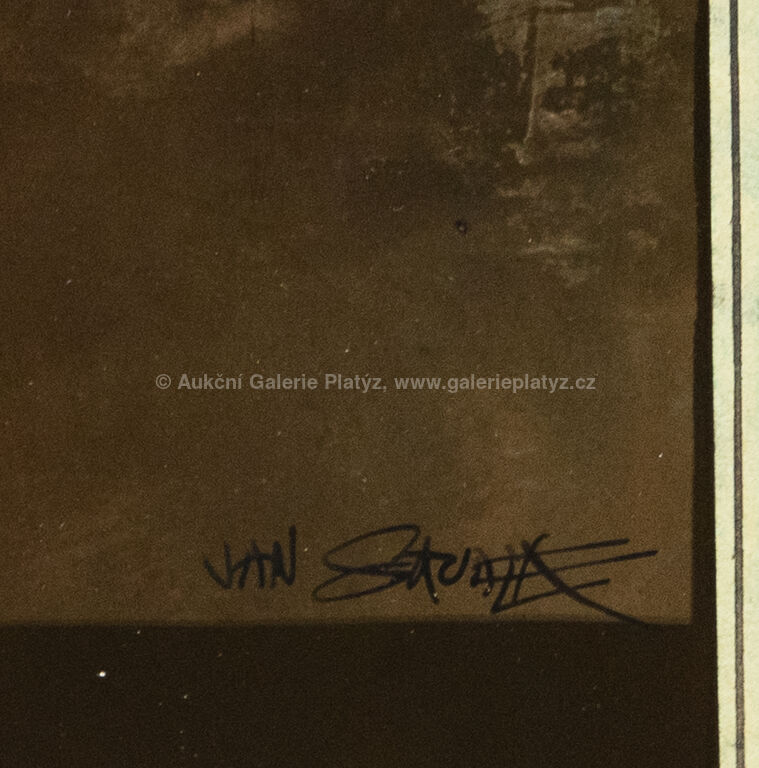 © Aukční Galerie Platýz, www.galerieplatyz.cz
JAN SAUDEK